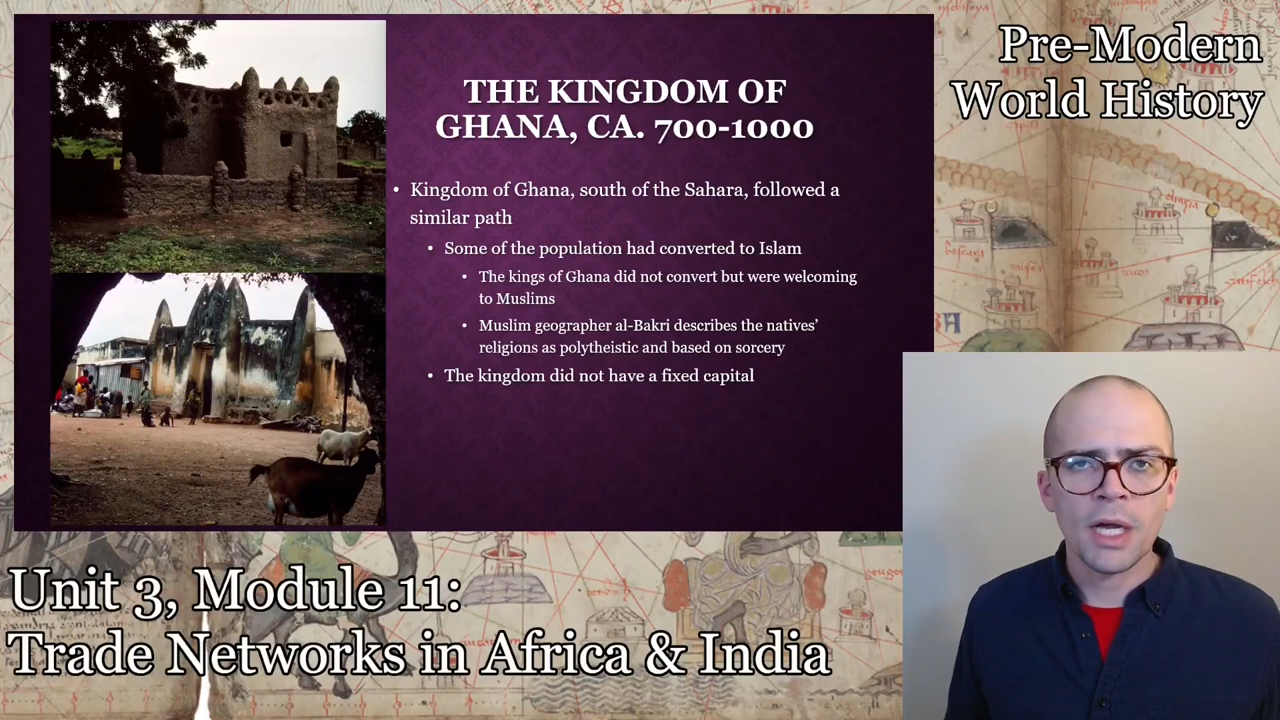 Pre-Modern
World History
THE KINGDOM OF
GHANA, CA. 700-1000
• Kingdom of Ghana, south of the Sahara, followed a
similar path
• Some of the population had converted to Islam
• The kings of Ghana did not convert but were welcoming
to Muslims
• Muslim geographer al-Bakri describes the natives’
religions as polytheistic and based on sorcery
• The kingdom did not have a fixed capital
Unit 3, Module 11:
Trade Networks in Africa & India